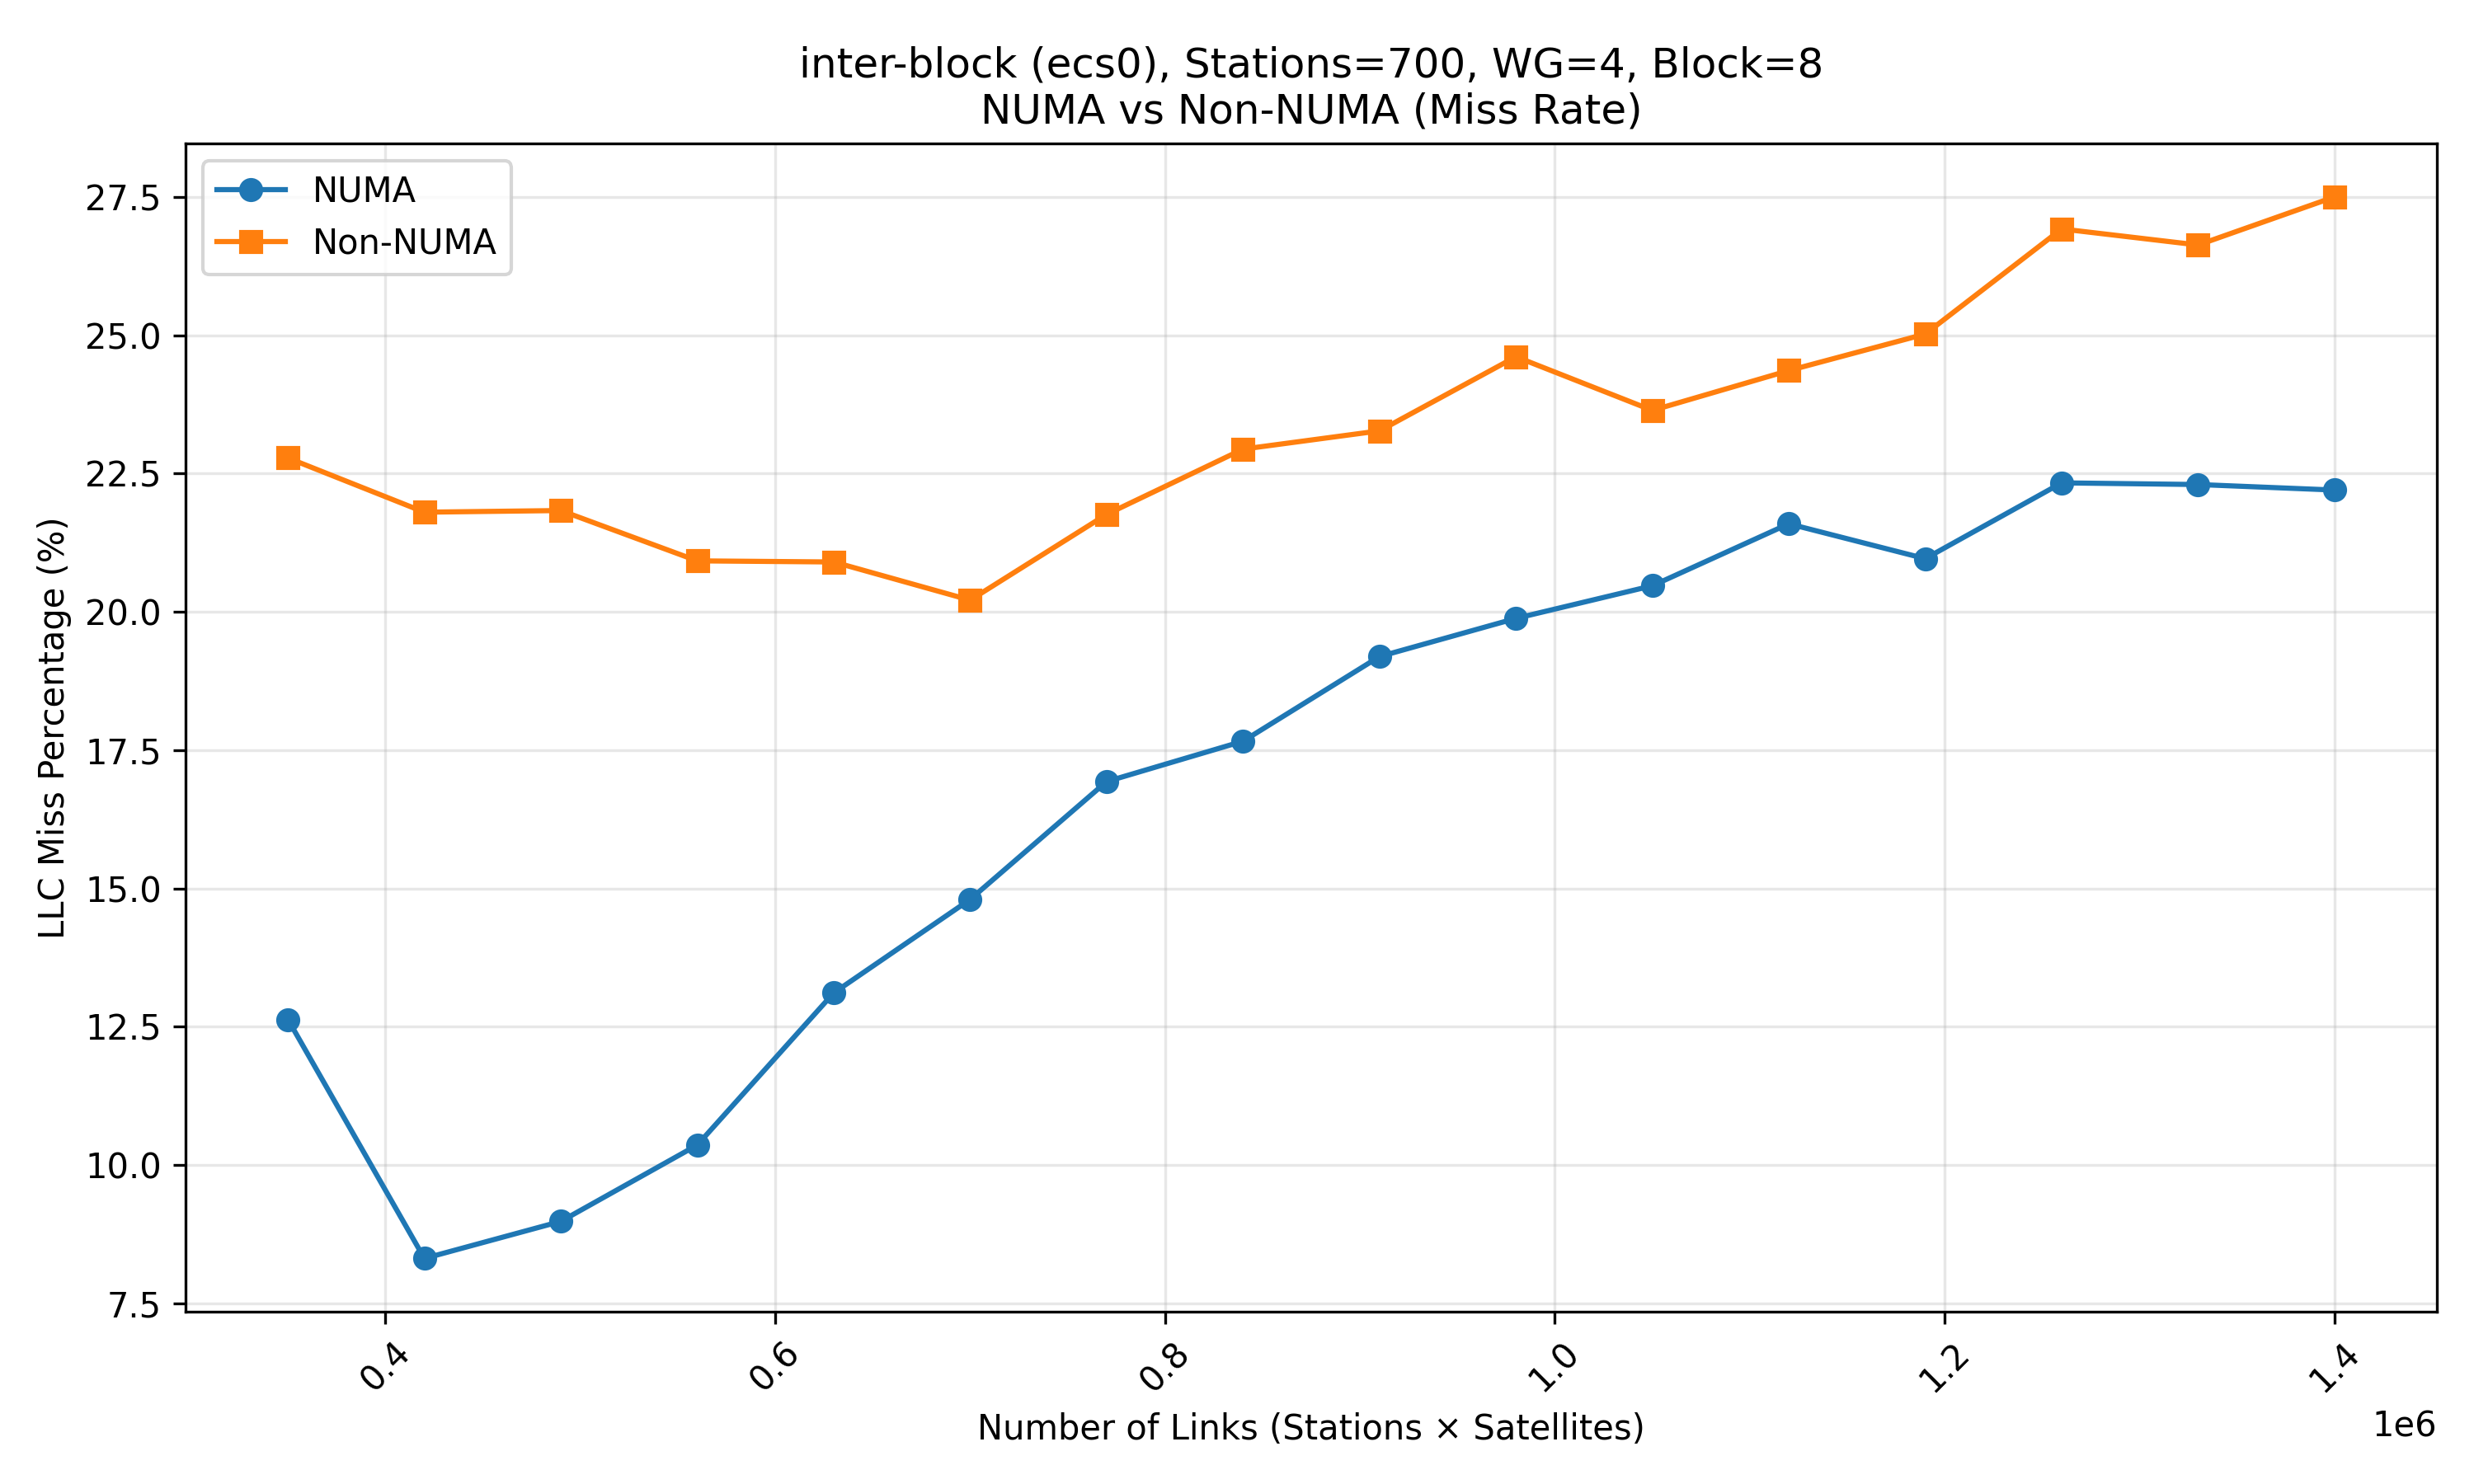 inter-block (ecs0), Stations=700, WG=4, Block=8
NUMA vs Non-NUMA (Miss Rate)
NUMA
Non-NUMA
LLC Miss Percentage (%)
27.5
25.0
22.5
20.0
17.5
15.0
12.5
10.0
7.5
0.4
0.6
0.8
1.0
1.2
1.4
1e6
Number of Links (Stations × Satellites)